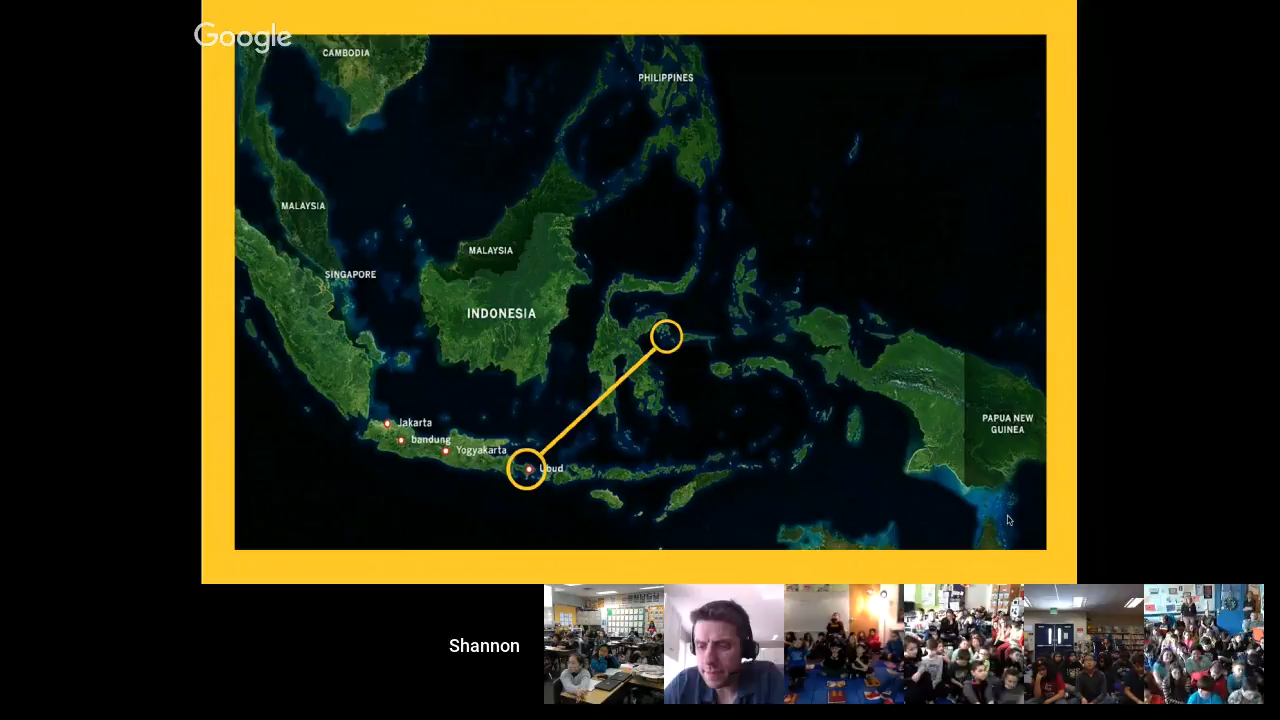 Google
CAMBODIA
PHILIPPINES
MALAYSIA
MALAYSIA
SINGAPORE
INDONESIA
Jakarta
bandung
Yogyakarta
Ubud
PAPUA NEW
GUINEA
Shannon